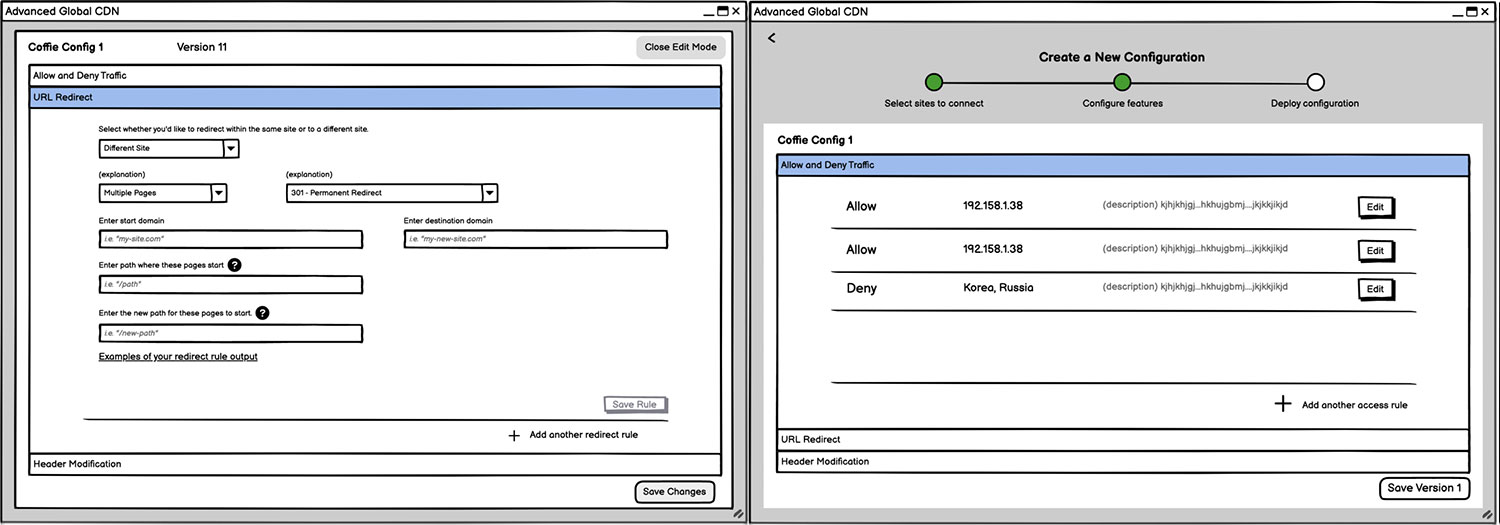 Advanced Global CDN
Coffie Config 1 Version 11 Close Edit Mode
Allow and Deny Traffic
URL Redirect
Select whether you'd like to redirect within the same site or to a different site.
Different Site
(explanation) (explanation)
Multiple Pages 301 - Permanent Redirect
Enter start domain Enter destination domain
i.e. "my-site.com" i.e. "my-new-site.com"
Enter path where these pages start ?
i.e. "/path"
Enter the new path for these pages to start. ?
i.e. "/new-path"
Examples of your redirect rule output
Save Rule
+ Add another redirect rule
Header Modification
Save Changes
Advanced Global CDN
<
Create a New Configuration
Select sites to connect Configure features Deploy configuration
Coffie Config 1
Allow and Deny Traffic
Allow 192.158.1.38 (description) kjhjkhjgj...hkhujgbmj....jkjkkjikjd Edit
Allow 192.158.1.38 (description) kjhjkhjgj...hkhujgbmj....jkjkkjikjd Edit
Deny Korea, Russia (description) kjhjkhjgj...hkhujgbmj....jkjkkjikjd Edit
+ Add another access rule
URL Redirect
Header Modification
Save Version 1